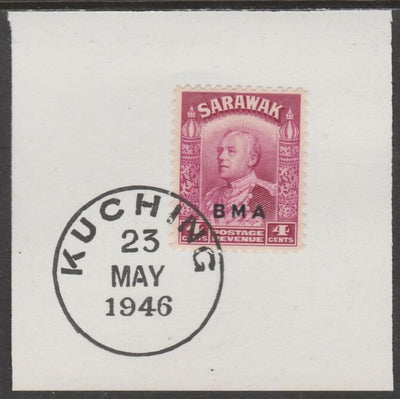 SARAWAK
BMA
4 CENTS POSTAGE REVENUE 4 CENTS
KUCHING
23
MAY
1946